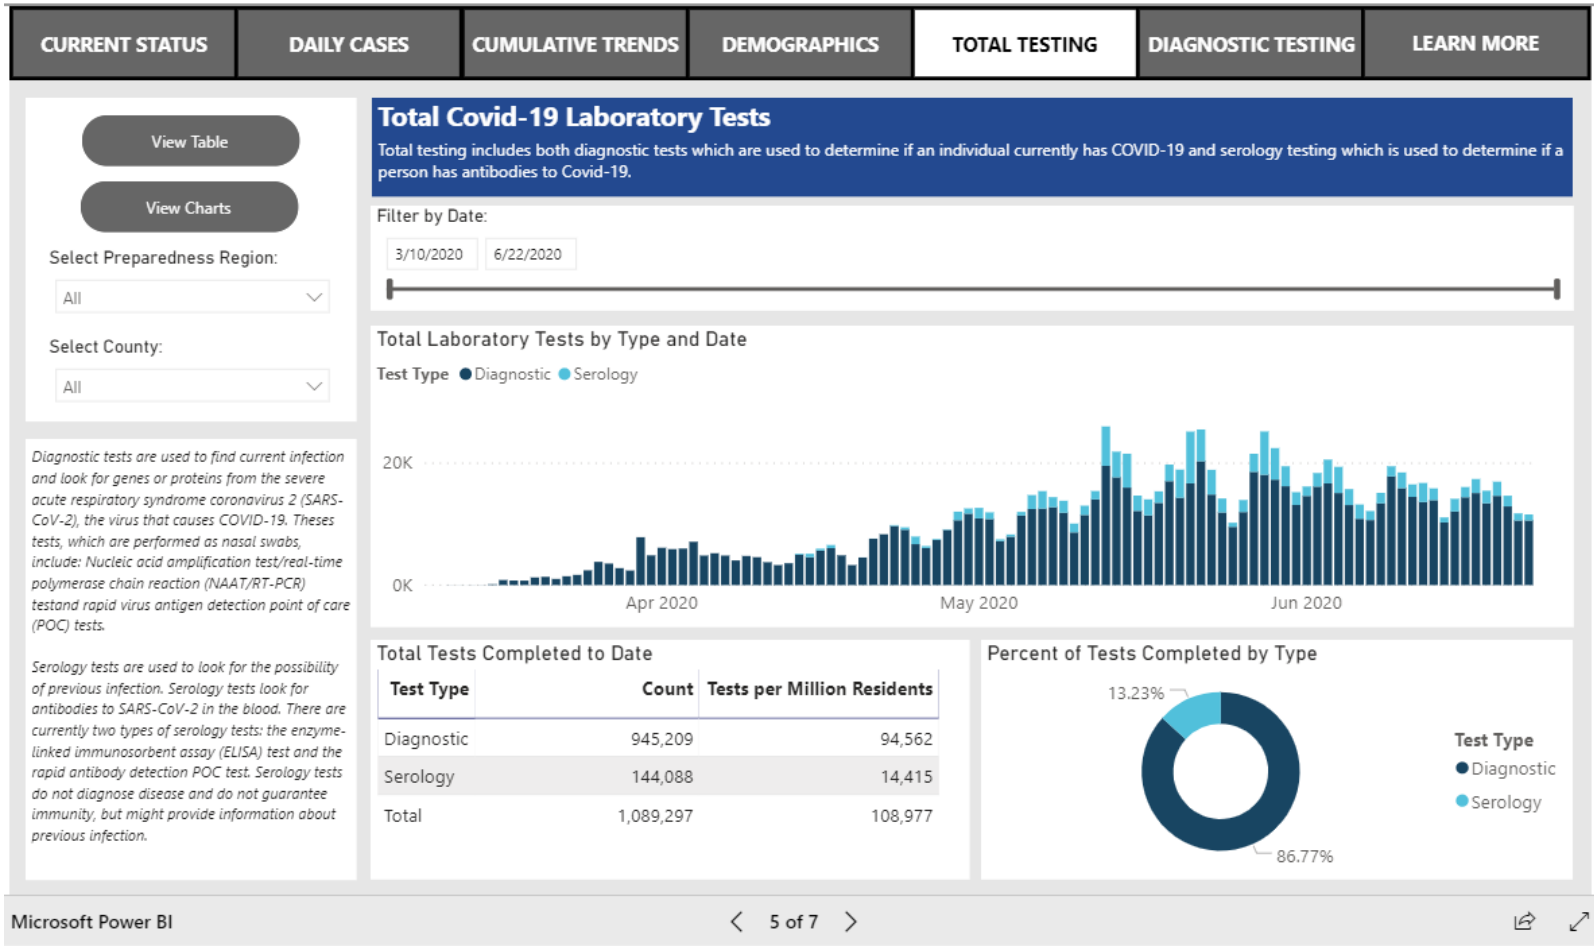 CURRENT STATUS
DAILY CASES
CUMULATIVE TRENDS
DEMOGRAPHICS
TOTAL TESTING
DIAGNOSTIC TESTING
LEARN MORE
View Table
View Charts
Select Preparedness Region:
All
Select County:
All
Diagnostic tests are used to find current infection
and look for genes or proteins from the severe
acute respiratory syndrome coronavirus 2 (SARS-
CoV-2), the virus that causes COVID-19. Theses
tests, which are performed as nasal swabs,
include: Nucleic acid amplification test/real-time
polymerase chain reaction (NAAT/RT-PCR)
testand rapid virus antigen detection point of care
(POC) tests.
Serology tests are used to look for the possibility
of previous infection. Serology tests look for
antibodies to SARS-CoV-2 in the blood. There are
currently two types of serology tests: the enzyme-
linked immunosorbent assay (ELISA) test and the
rapid antibody detection POC test. Serology tests
do not diagnose disease and do not guarantee
immunity, but might provide information about
previous infection.
Total Covid-19 Laboratory Tests
Total testing includes both diagnostic tests which are used to determine if an individual currently has COVID-19 and serology testing which is used to determine if a
person has antibodies to Covid-19.
Filter by Date:
3/10/2020 6/22/2020
Total Laboratory Tests by Type and Date
Test Type Diagnostic Serology
20K
0K
Apr 2020 May 2020 Jun 2020
Total Tests Completed to Date
Test Type Count Tests per Million Residents
Diagnostic 945,209 94,562
Serology 144,088 14,415
Total 1,089,297 108,977
Percent of Tests Completed by Type
13.23%
86.77%
Test Type
Diagnostic
Serology
Microsoft Power BI
5 of 7